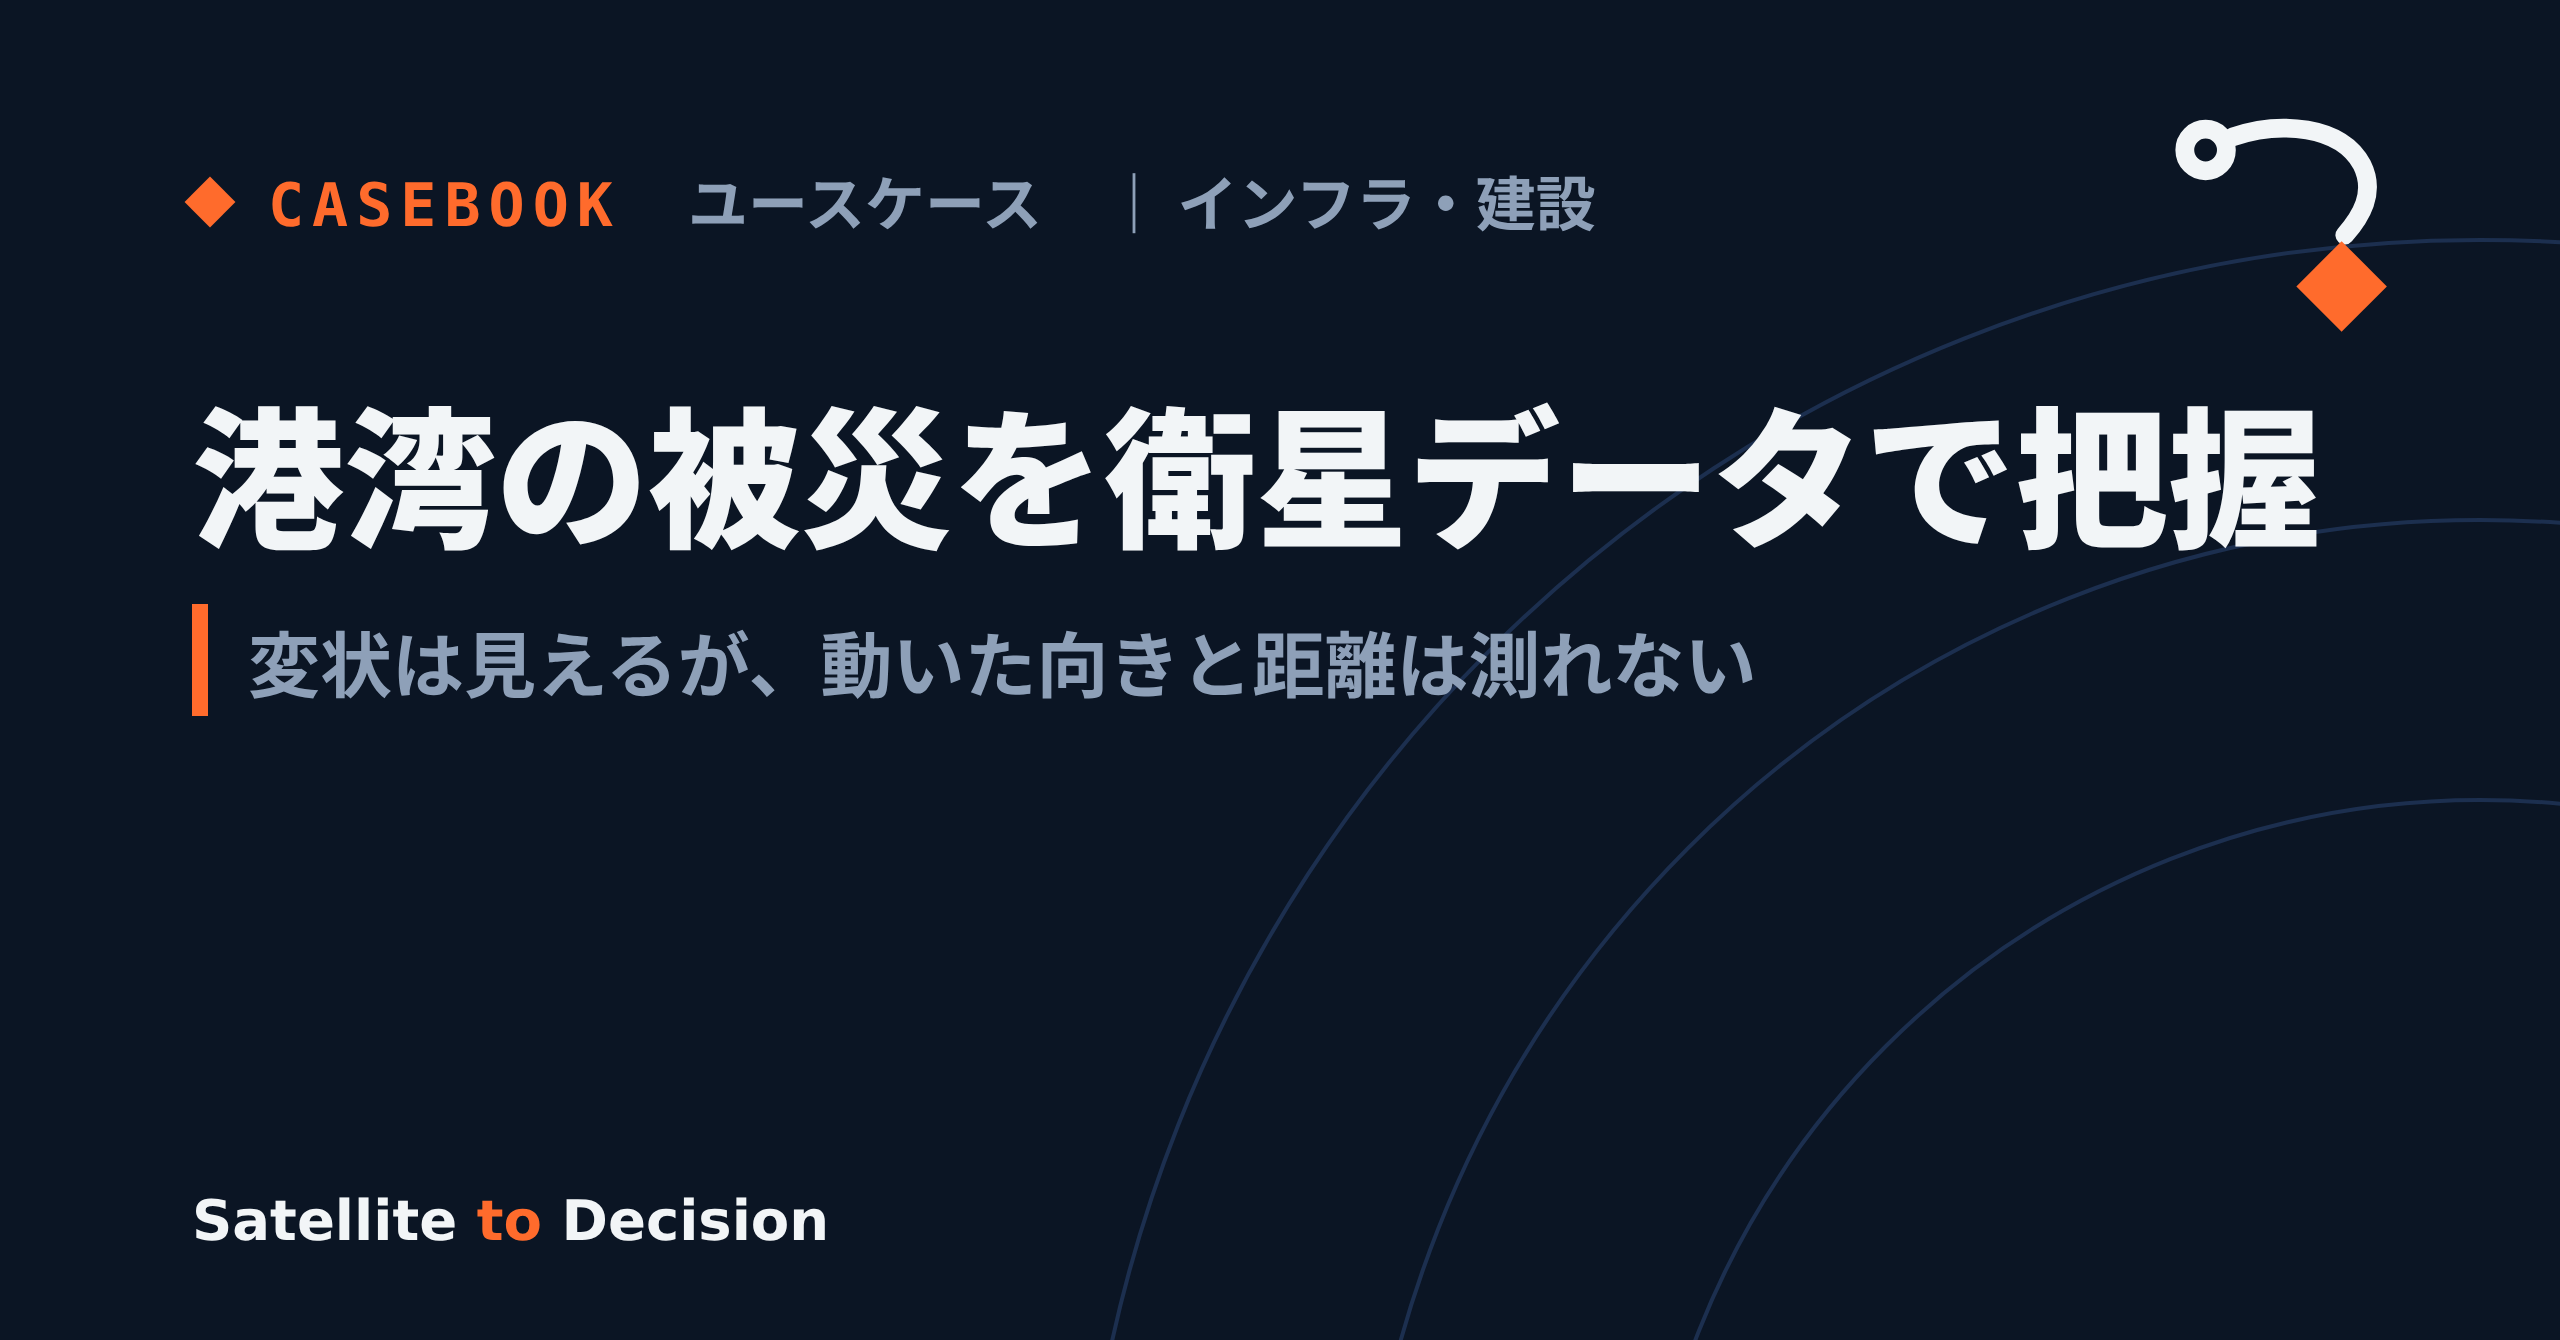 CASEBOOK ユースケース | インフラ・建設
港湾の被災を衛星データで把握
変状は見えるが、動いた向きと距離は測れない
Satellite to Decision